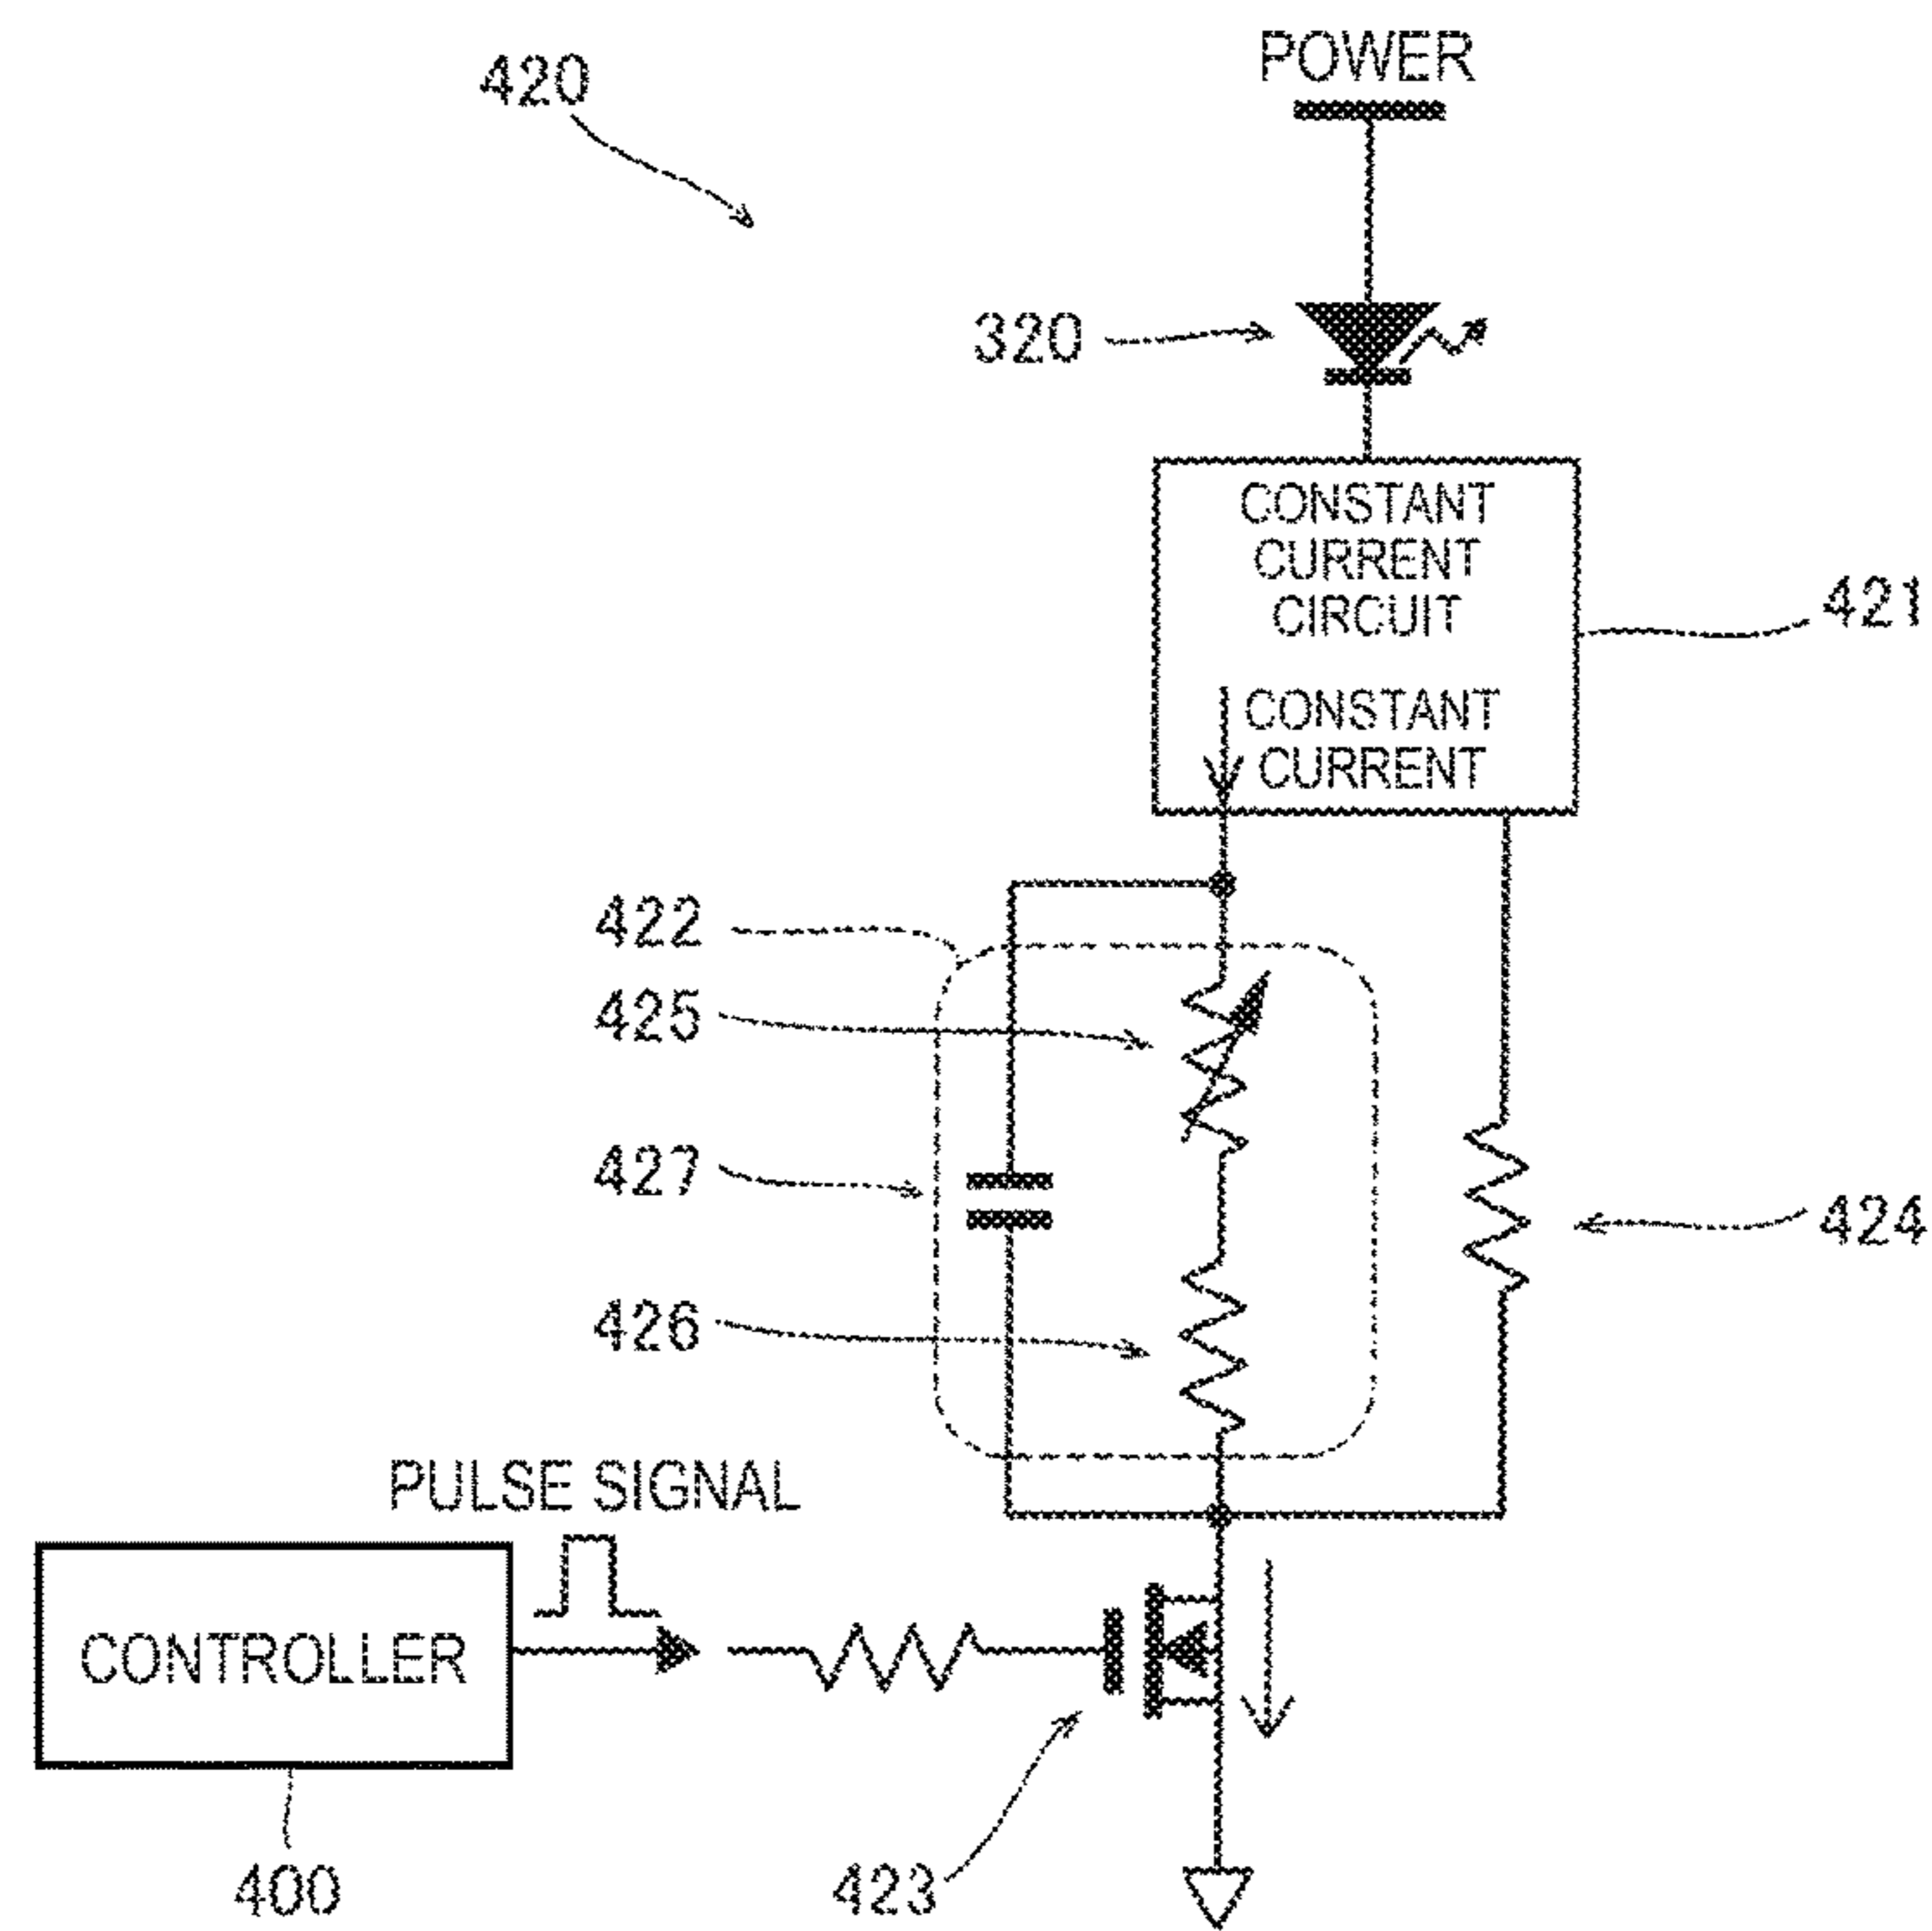 420
POWER
320
CONSTANT
CURRENT
CIRCUIT
421
CONSTANT
CURRENT
422
425
427
424
426
PULSE SIGNAL
CONTROLLER
400
423